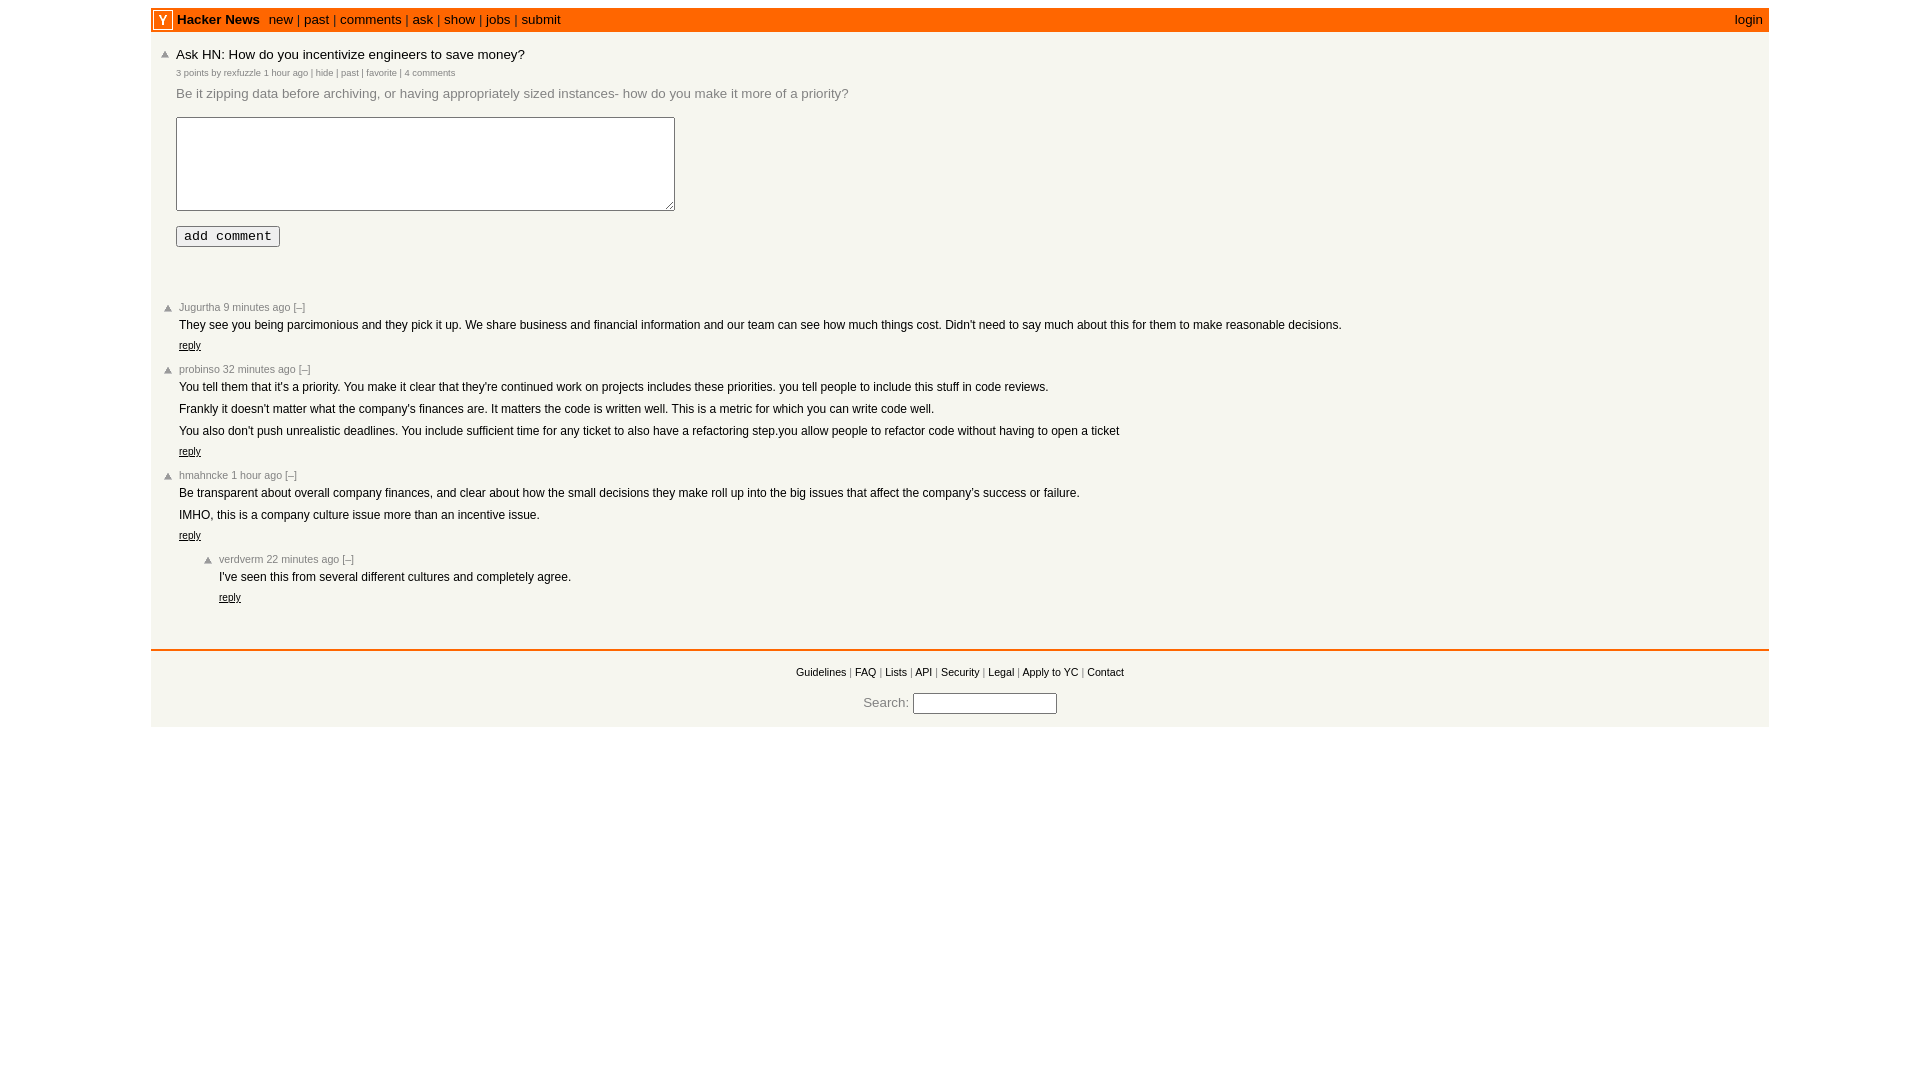 Y Hacker News new | past | comments | ask | show | jobs | submit login
Ask HN: How do you incentivize engineers to save money?
3 points by rexfuzzle 1 hour ago | hide | past | favorite | 4 comments
Be it zipping data before archiving, or having appropriately sized instances- how do you make it more of a priority?
add comment
Jugurtha 9 minutes ago [–]
They see you being parcimonious and they pick it up. We share business and financial information and our team can see how much things cost. Didn't need to say much about this for them to make reasonable decisions.
reply
probinso 32 minutes ago [–]
You tell them that it's a priority. You make it clear that they're continued work on projects includes these priorities. you tell people to include this stuff in code reviews.
Frankly it doesn't matter what the company's finances are. It matters the code is written well. This is a metric for which you can write code well.
You also don't push unrealistic deadlines. You include sufficient time for any ticket to also have a refactoring step.you allow people to refactor code without having to open a ticket
reply
hmahncke 1 hour ago [–]
Be transparent about overall company finances, and clear about how the small decisions they make roll up into the big issues that affect the company’s success or failure.
IMHO, this is a company culture issue more than an incentive issue.
reply
verdverm 22 minutes ago [–]
I've seen this from several different cultures and completely agree.
reply
Guidelines | FAQ | Lists | API | Security | Legal | Apply to YC | Contact
Search: